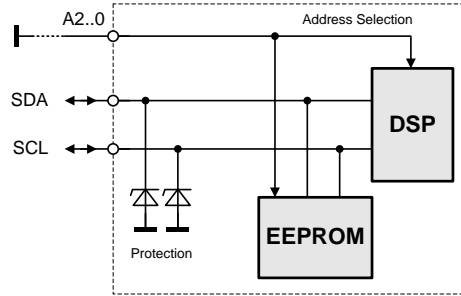 A2..0
Address Selection
SDA
DSP
SCL
EEPROM
Protection